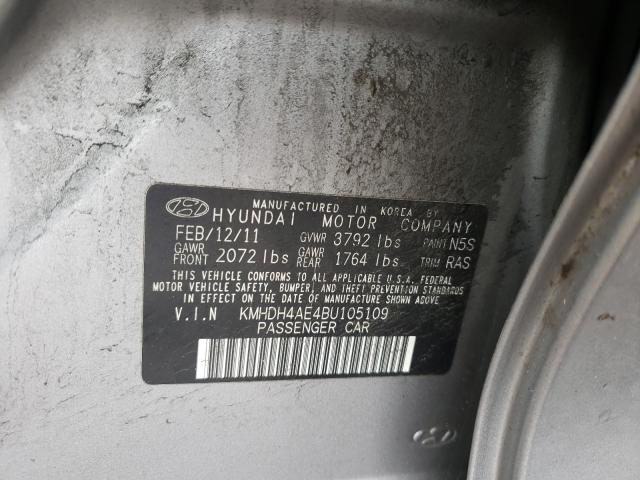 MANUFACTURED IN KOREA BY
HYUNDAI MOTOR COMPANY
FEB/12/11 GVWR 3792 lbs PAINT N5S
GAWR FRONT 2072 lbs GAWR REAR 1764 lbs TRIM RAS
THIS VEHICLE CONFORMS TO ALL APPLICABLE U.S.A. FEDERAL
MOTOR VEHICLE SAFETY, BUMPER, AND THEFT PREVENTION STANDARDS
IN EFFECT ON THE DATE OF MANUFACTURE SHOWN ABOVE.
V.I.N KMHDH4AE4BU105109
PASSENGER CAR